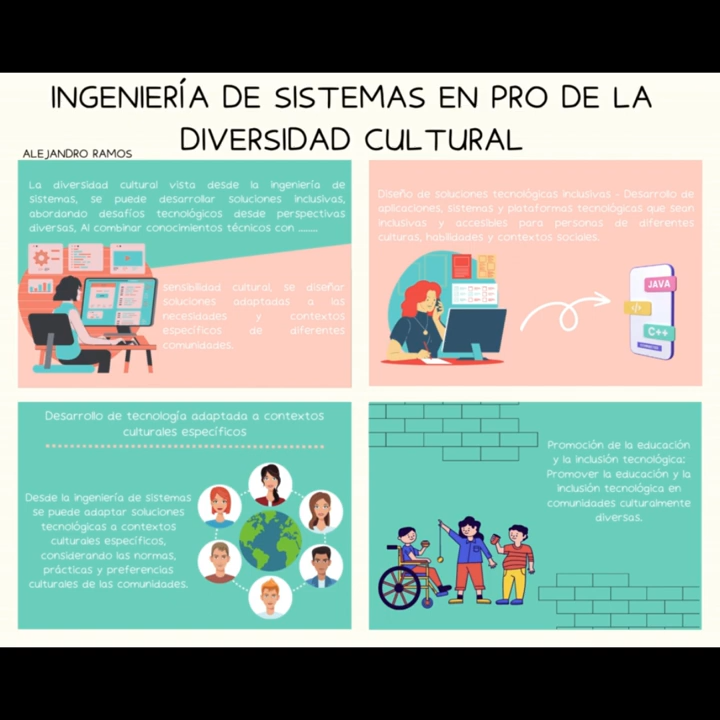 INGENIERÍA DE SISTEMAS EN PRO DE LA
DIVERSIDAD CULTURAL
ALEJANDRO RAMOS
La diversidad cultural vista desde la ingeniería de
sistemas, se puede desarrollar soluciones inclusivas,
abordando desafíos tecnológicos desde perspectivas
diversas, Al combinar conocimientos técnicos con ........
sensibilidad cultural, se diseñar
soluciones adaptadas a las
necesidades y contextos
específicos de diferentes
comunidades.
Diseño de soluciones tecnológicas inclusivas - Desarrollo de
aplicaciones, sistemas y plataformas tecnológicas que sean
inclusivas y accesibles para personas de diferentes
culturas, habilidades y contextos sociales.
JAVA
</>
C++
Desarrollo de tecnología adaptada a contextos
culturales específicos
Desde la ingeniería de sistemas
se puede adaptar soluciones
tecnológicas a contextos
culturales específicos,
considerando las normas,
prácticas y preferencias
culturales de las comunidades.
Promoción de la educación
y la inclusión tecnológica:
Promover la educación y la
inclusión tecnológica en
comunidades culturalmente
diversas.